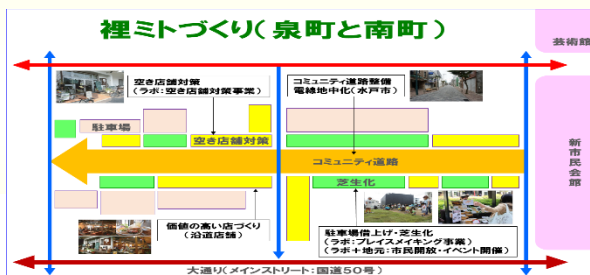 裡ミトづくり(泉町と南町)
芸術館
空き店舗対策
(ラボ:空き店舗対策事業)
コミュニティ道路整備
電線地中化(水戸市)
駐車場
空き店舗対策
コミュニティ道路
新市民会館
芝生化
価値の高い店づくり
(沿道店舗)
駐車場借上げ・芝生化
(ラボ:プレイスメイキング事業)
(ラボ+地元:市民開放・イベント開催)
大通り(メインストリート:国道50号)